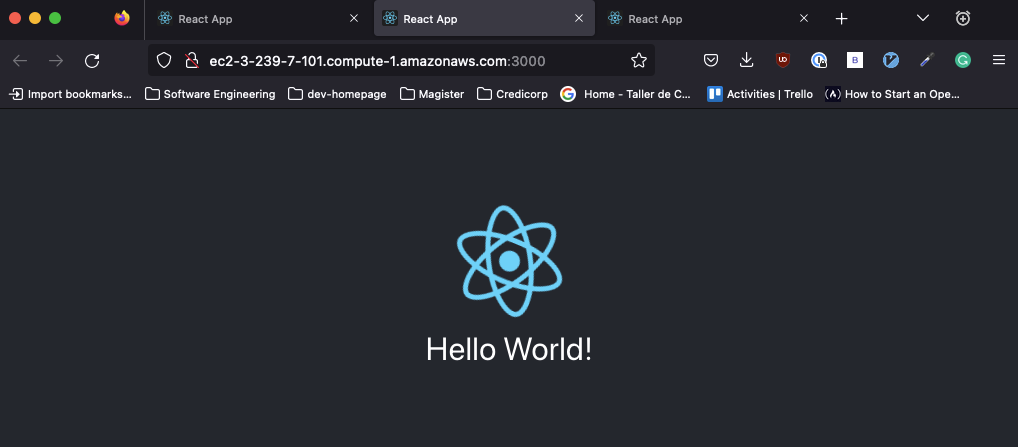 React App React App React App
ec2-3-239-7-101.compute-1.amazonaws.com:3000
Import bookmarks... Software Engineering dev-homepage Magister Credicorp Home - Taller de C... Activities | Trello How to Start an Ope...
Hello World!